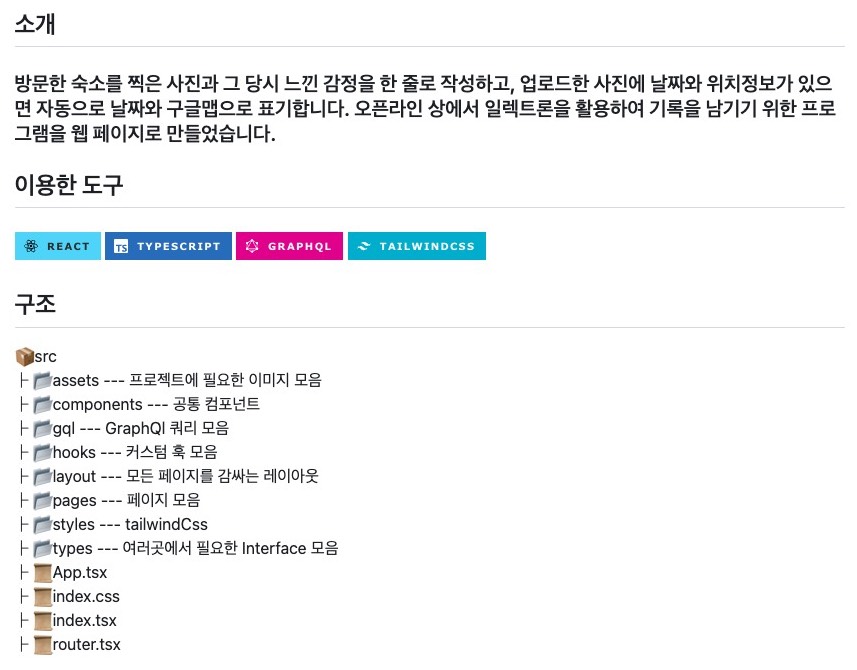 소개
방문한 숙소를 찍은 사진과 그 당시 느낀 감정을 한 줄로 작성하고, 업로드한 사진에 날짜와 위치정보가 있으
면 자동으로 날짜와 구글맵으로 표기합니다. 오픈라인 상에서 일렉트론을 활용하여 기록을 남기기 위한 프로
그램을 웹 페이지로 만들었습니다.
이용한 도구
REACT TS TYPESCRIPT GRAPHQL TAILWINDCSS
구조
📦src
├ 📂assets --- 프로젝트에 필요한 이미지 모음
├ 📂components --- 공통 컴포넌트
├ 📂gql --- GraphQl 쿼리 모음
├ 📂hooks --- 커스텀 훅 모음
├ 📂layout --- 모든 페이지를 감싸는 레이아웃
├ 📂pages --- 페이지 모음
├ 📂styles --- tailwindCss
├ 📂types --- 여러곳에서 필요한 Interface 모음
├ 📜App.tsx
├ 📜index.css
├ 📜index.tsx
├ 📜router.tsx